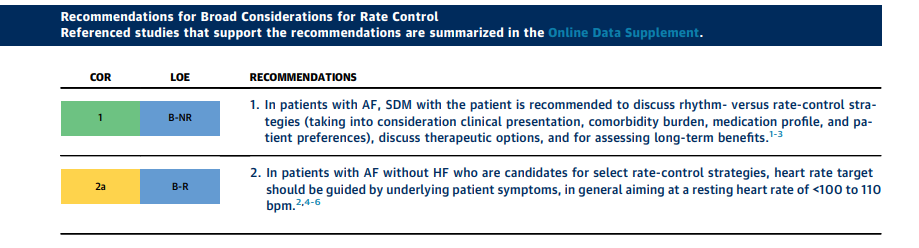 Recommendations for Broad Considerations for Rate Control
Referenced studies that support the recommendations are summarized in the Online Data Supplement.
COR LOE RECOMMENDATIONS
1 B-NR 1. In patients with AF, SDM with the patient is recommended to discuss rhythm- versus rate-control stra-
tegies (taking into consideration clinical presentation, comorbidity burden, medication profile, and pa-
tient preferences), discuss therapeutic options, and for assessing long-term benefits.1-3
2a B-R 2. In patients with AF without HF who are candidates for select rate-control strategies, heart rate target
should be guided by underlying patient symptoms, in general aiming at a resting heart rate of <100 to 110
bpm.2,4-6